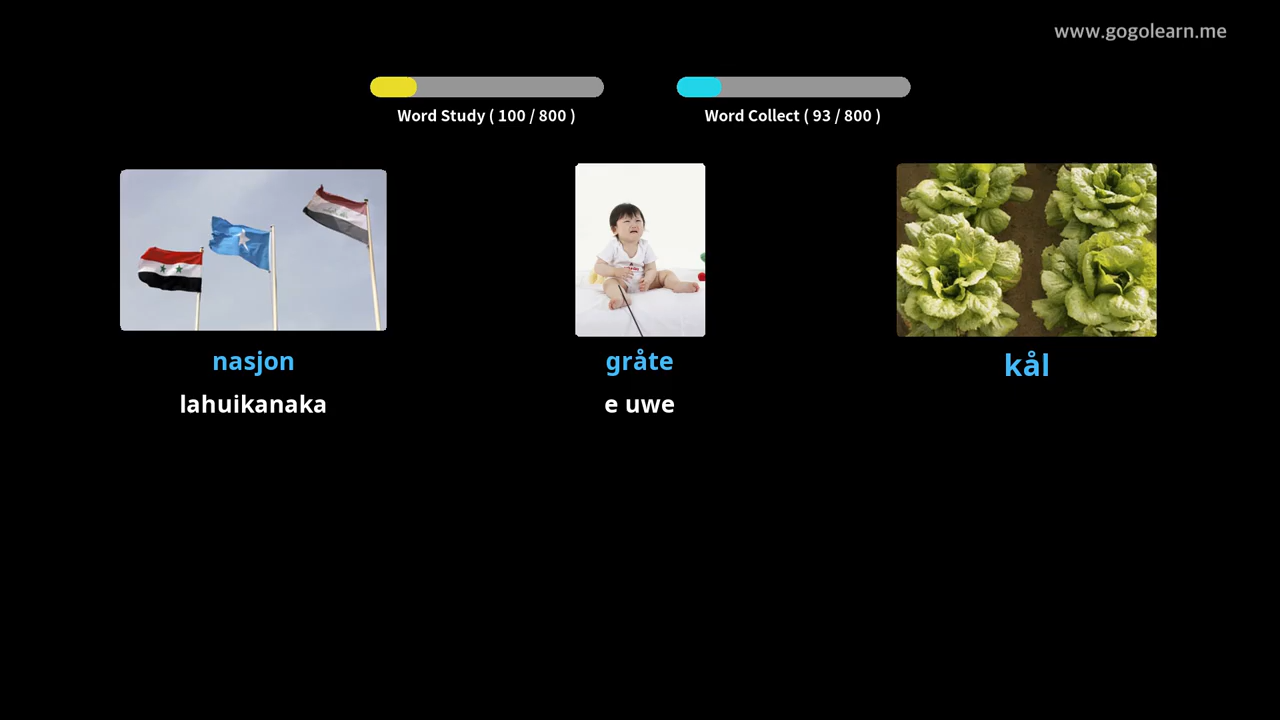 www.gogolearn.me
Word Study ( 100 / 800 )
Word Collect ( 93 / 800 )
nasjon
gråte
kål
lahuikanaka
e uwe